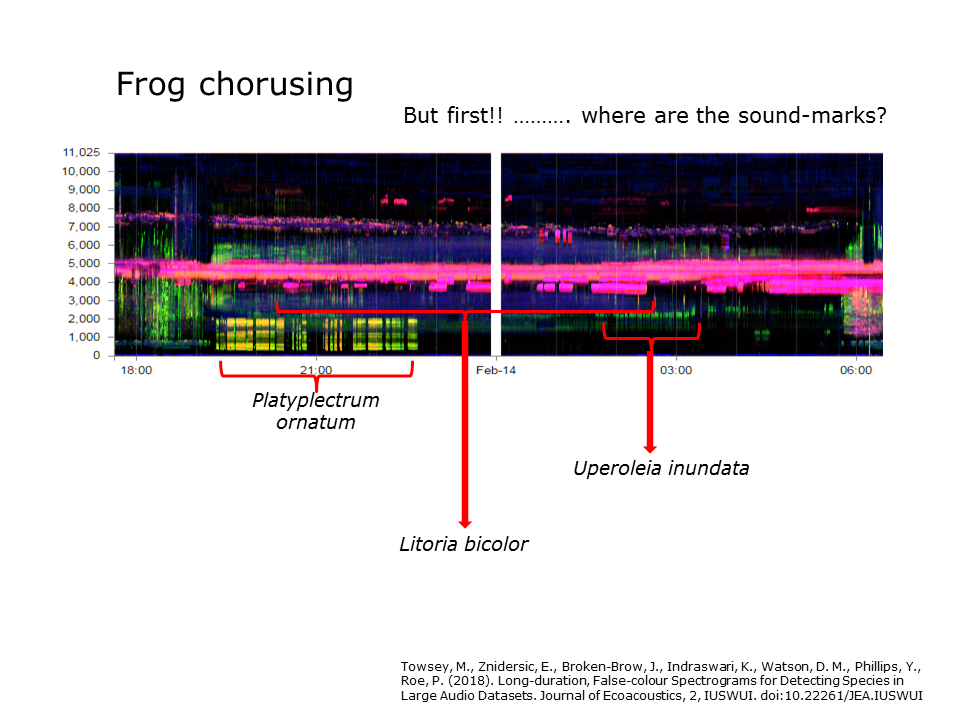 Frog chorusing
But first!! ………. where are the sound-marks?
11,025
10,000
9,000
8,000
7,000
6,000
5,000
4,000
3,000
2,000
1,000
0
18:00 21:00 Feb-14 03:00 06:00
Platyplectrum
ornatum
Uperoleia inundata
Litoria bicolor
Towsey, M., Znidersic, E., Broken-Brow, J., Indraswari, K., Watson, D. M., Phillips, Y.,
Roe, P. (2018). Long-duration, False-colour Spectrograms for Detecting Species in
Large Audio Datasets. Journal of Ecoacoustics, 2, IUSWUI. doi:10.22261/JEA.IUSWUI